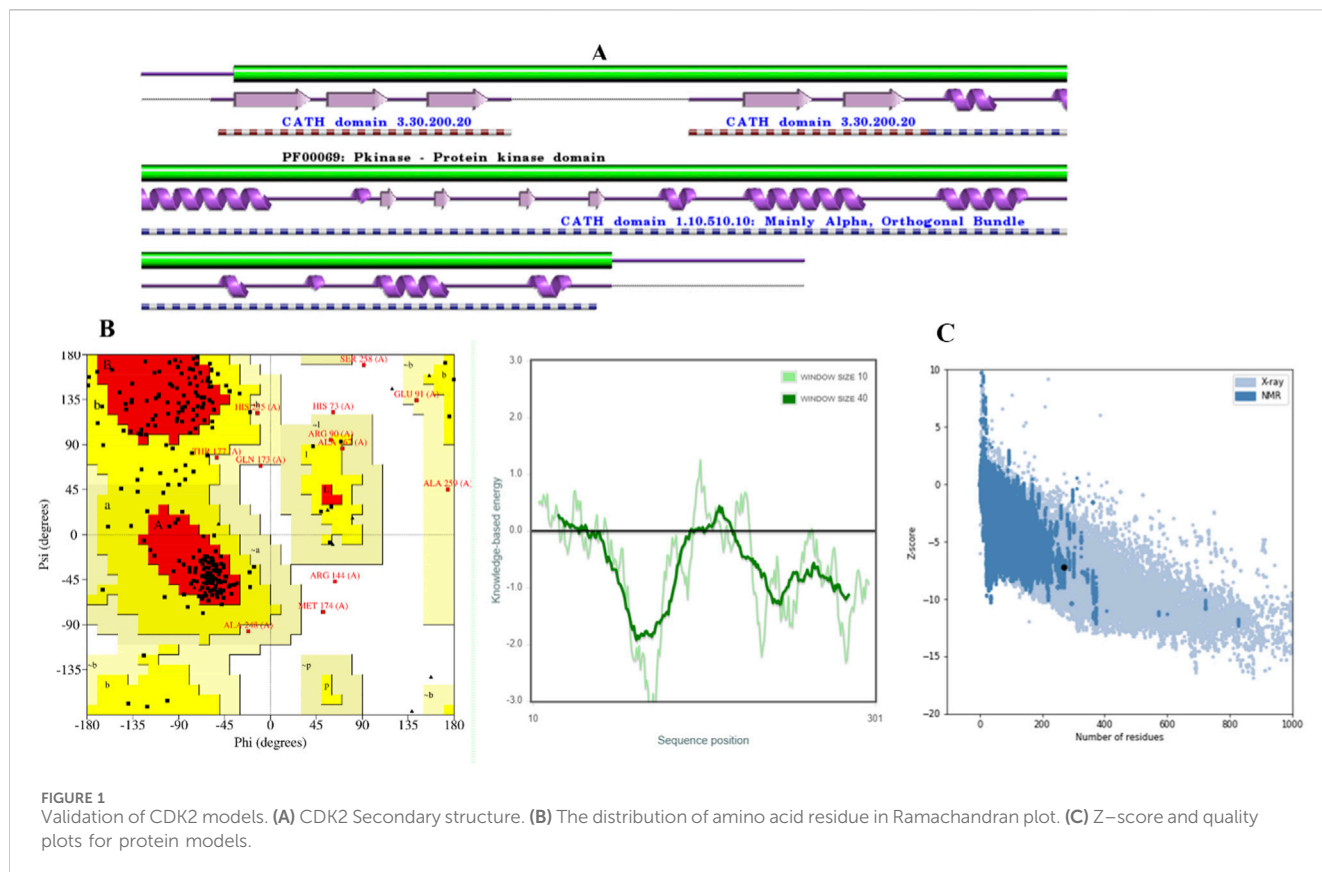 A
CATH domain 3.30.200.20
CATH domain 3.30.200.20
PF00069: Pkinase - Protein kinase domain
CATH domain 1.10.510.10: Mainly Alpha, Orthogonal Bundle
B
180
135
90
45
0
-45
-90
-135
Psi (degrees)
-180
-135
-90
-45
0
45
90
135
180
Phi (degrees)
B
b
a
A
~a
~b
b
~b
b
~l
l
L
~p
p
~b
~b
b
SER 258 (A)
GLU 91 (A)
HIS 73 (A)
ARG 90 (A)
THR 177 (A)
GLN 173 (A)
ALA 259 (A)
ARG 144 (A)
MET 174 (A)
ALA 248 (A)
3.0
2.0
1.0
0.0
-1.0
-2.0
-3.0
Knowledge-based energy
WINDOW SIZE 10
WINDOW SIZE 40
10
301
Sequence position
C
10
5
0
−5
−10
−15
−20
Z-score
X-ray
NMR
0
200
400
600
800
1000
Number of residues
FIGURE 1
Validation of CDK2 models. (A) CDK2 Secondary structure. (B) The distribution of amino acid residue in Ramachandran plot. (C) Z–score and quality
plots for protein models.